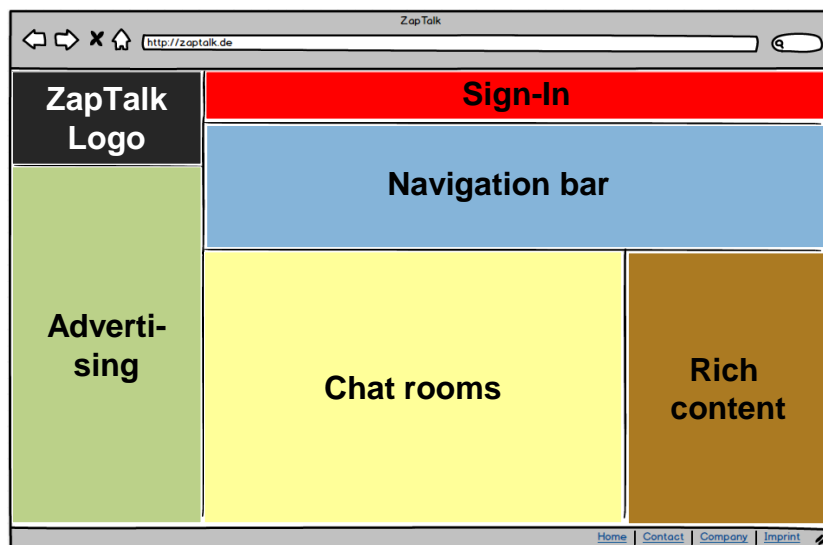 ZapTalk
http://zaptalk.de
ZapTalk
Logo
Sign-In
Navigation bar
Adverti-
sing
Chat rooms
Rich
content
Home Contact Company Imprint